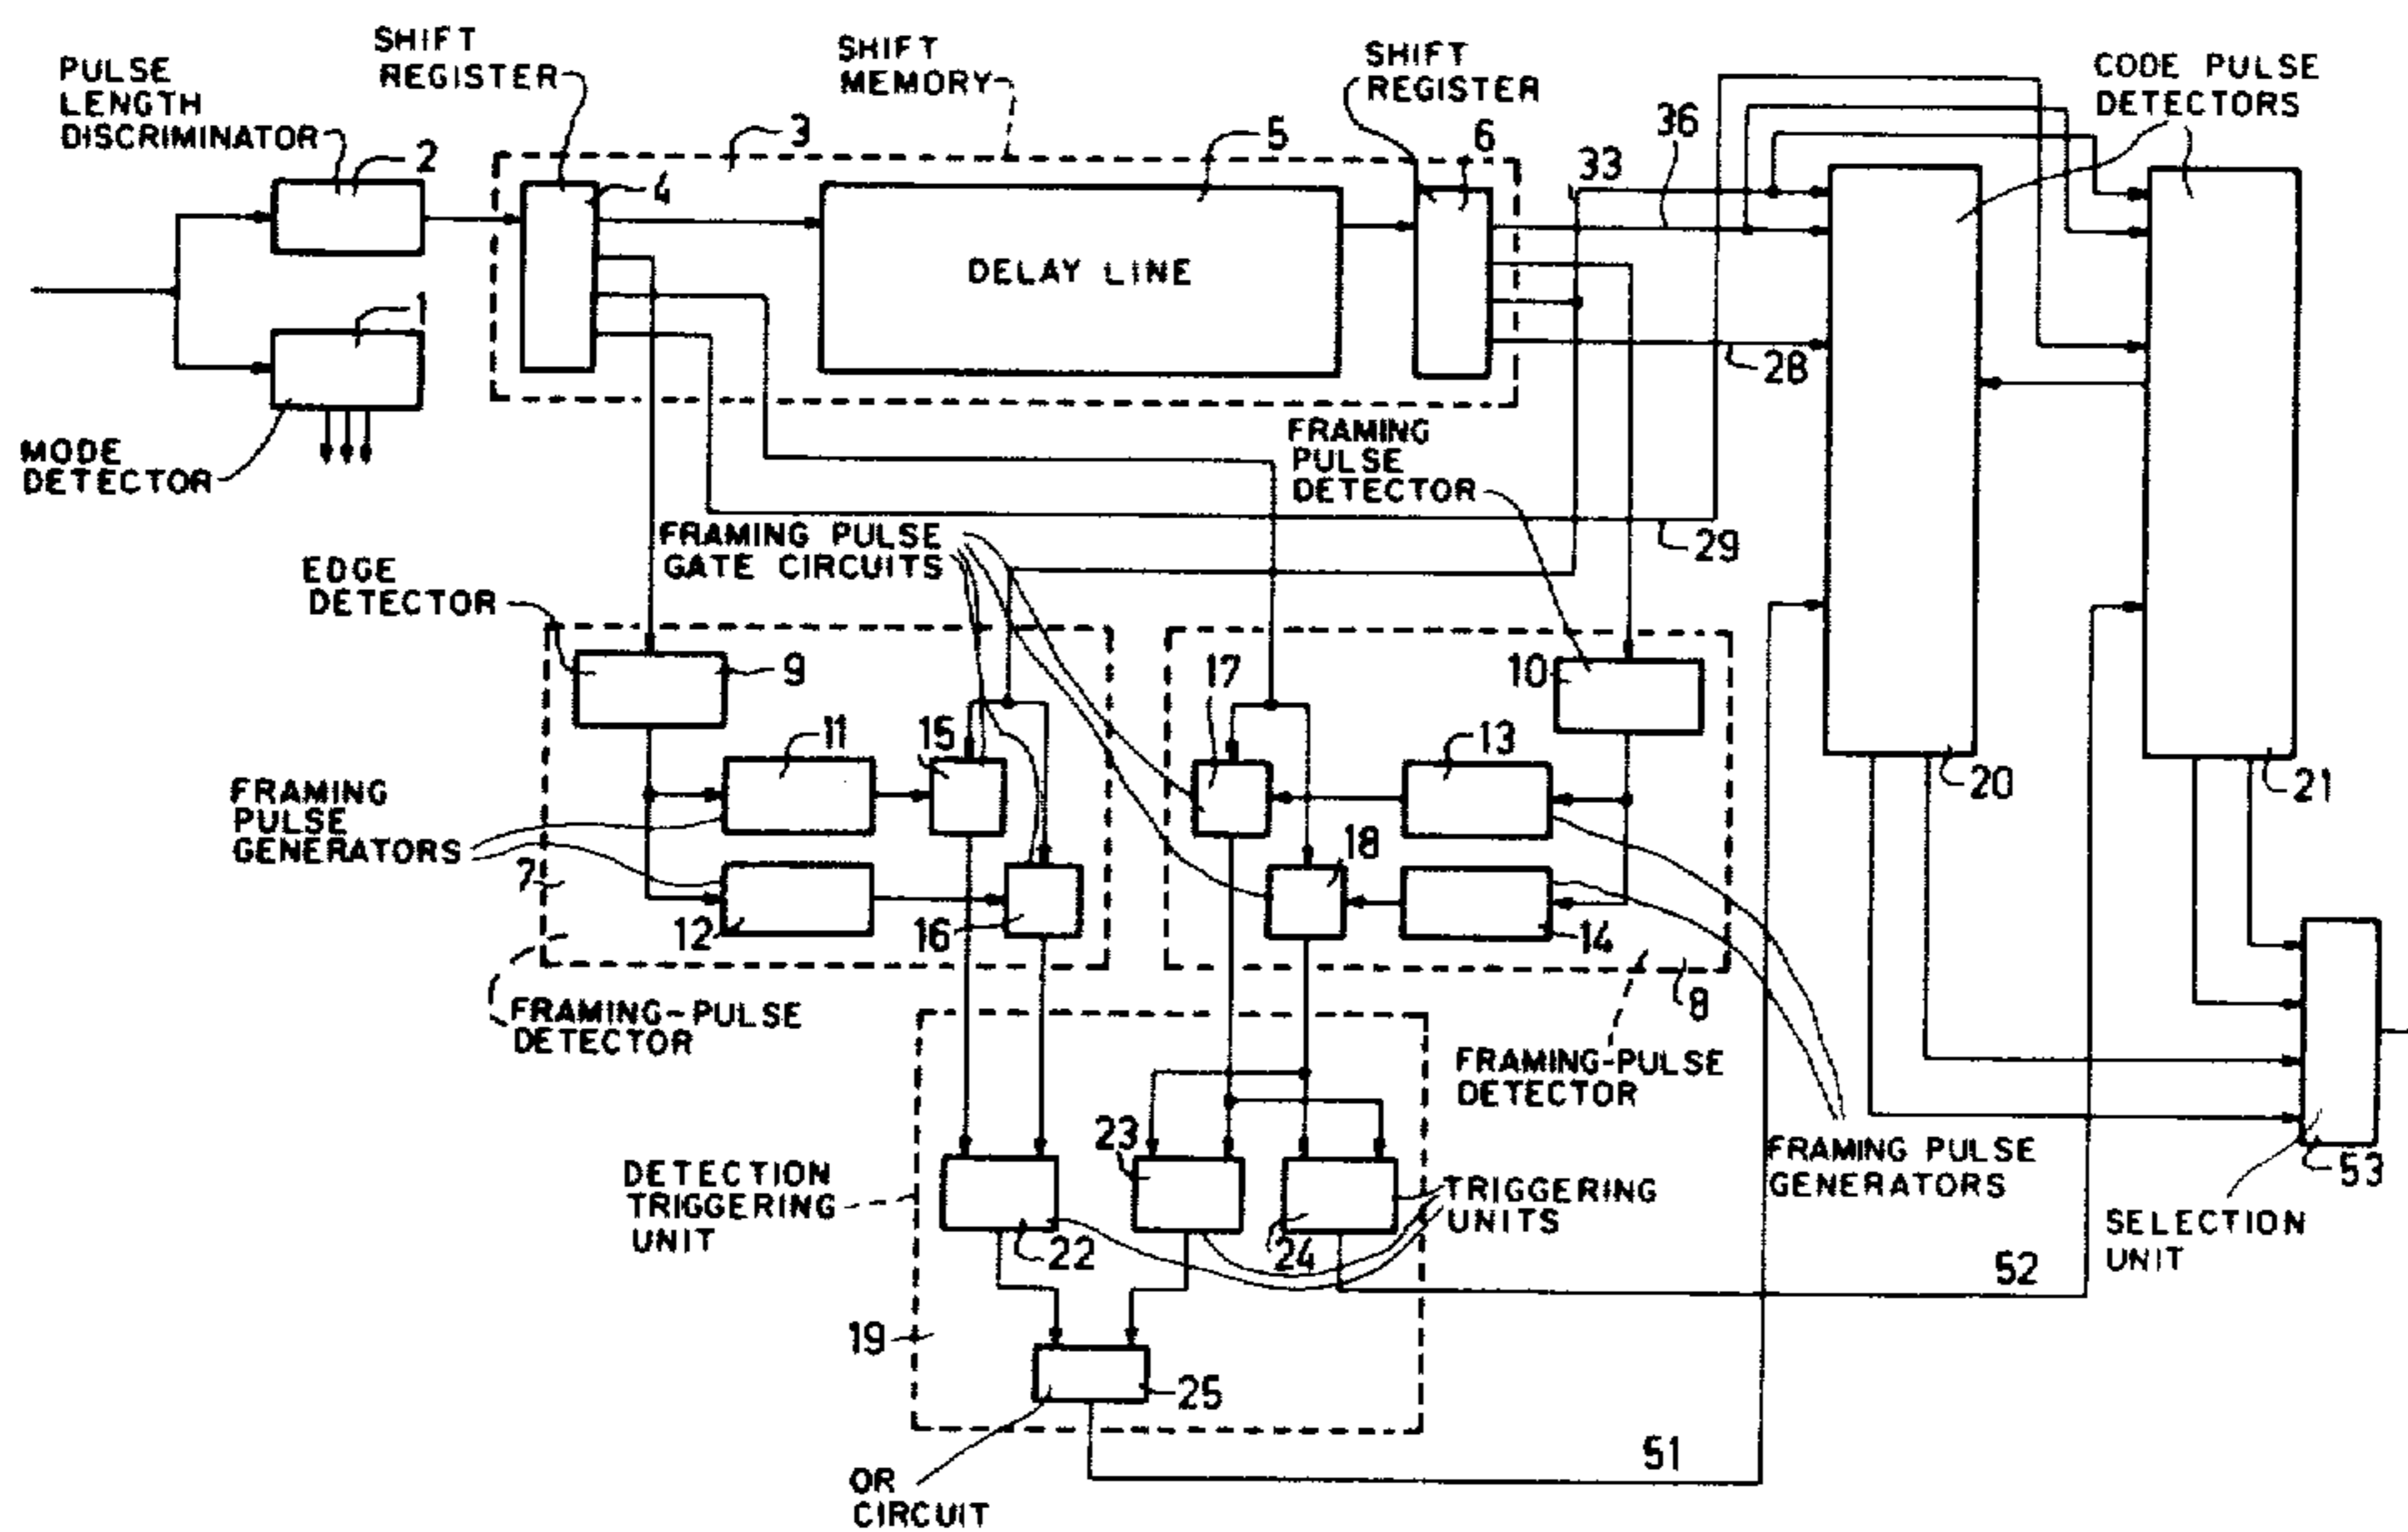 SHIFT
REGISTER
PULSE
LENGTH
DISCRIMINATOR
2
SHIFT
MEMORY
3
4
5
SHIFT
REGISTER
6
33
36
CODE PULSE
DETECTORS
DELAY LINE
1
MODE
DETECTOR
28
FRAMING
PULSE
DETECTOR
29
FRAMING PULSE
GATE CIRCUITS
EDGE
DETECTOR
9
10
17
11
15
13
20
21
FRAMING
PULSE
GENERATORS
7
12
16
18
14
8
FRAMING-PULSE
DETECTOR
FRAMING-PULSE
DETECTOR
23
FRAMING PULSE
GENERATORS
53
DETECTION
TRIGGERING
UNIT
22
24
TRIGGERING
UNITS
SELECTION
UNIT
52
19
25
OR
CIRCUIT
51